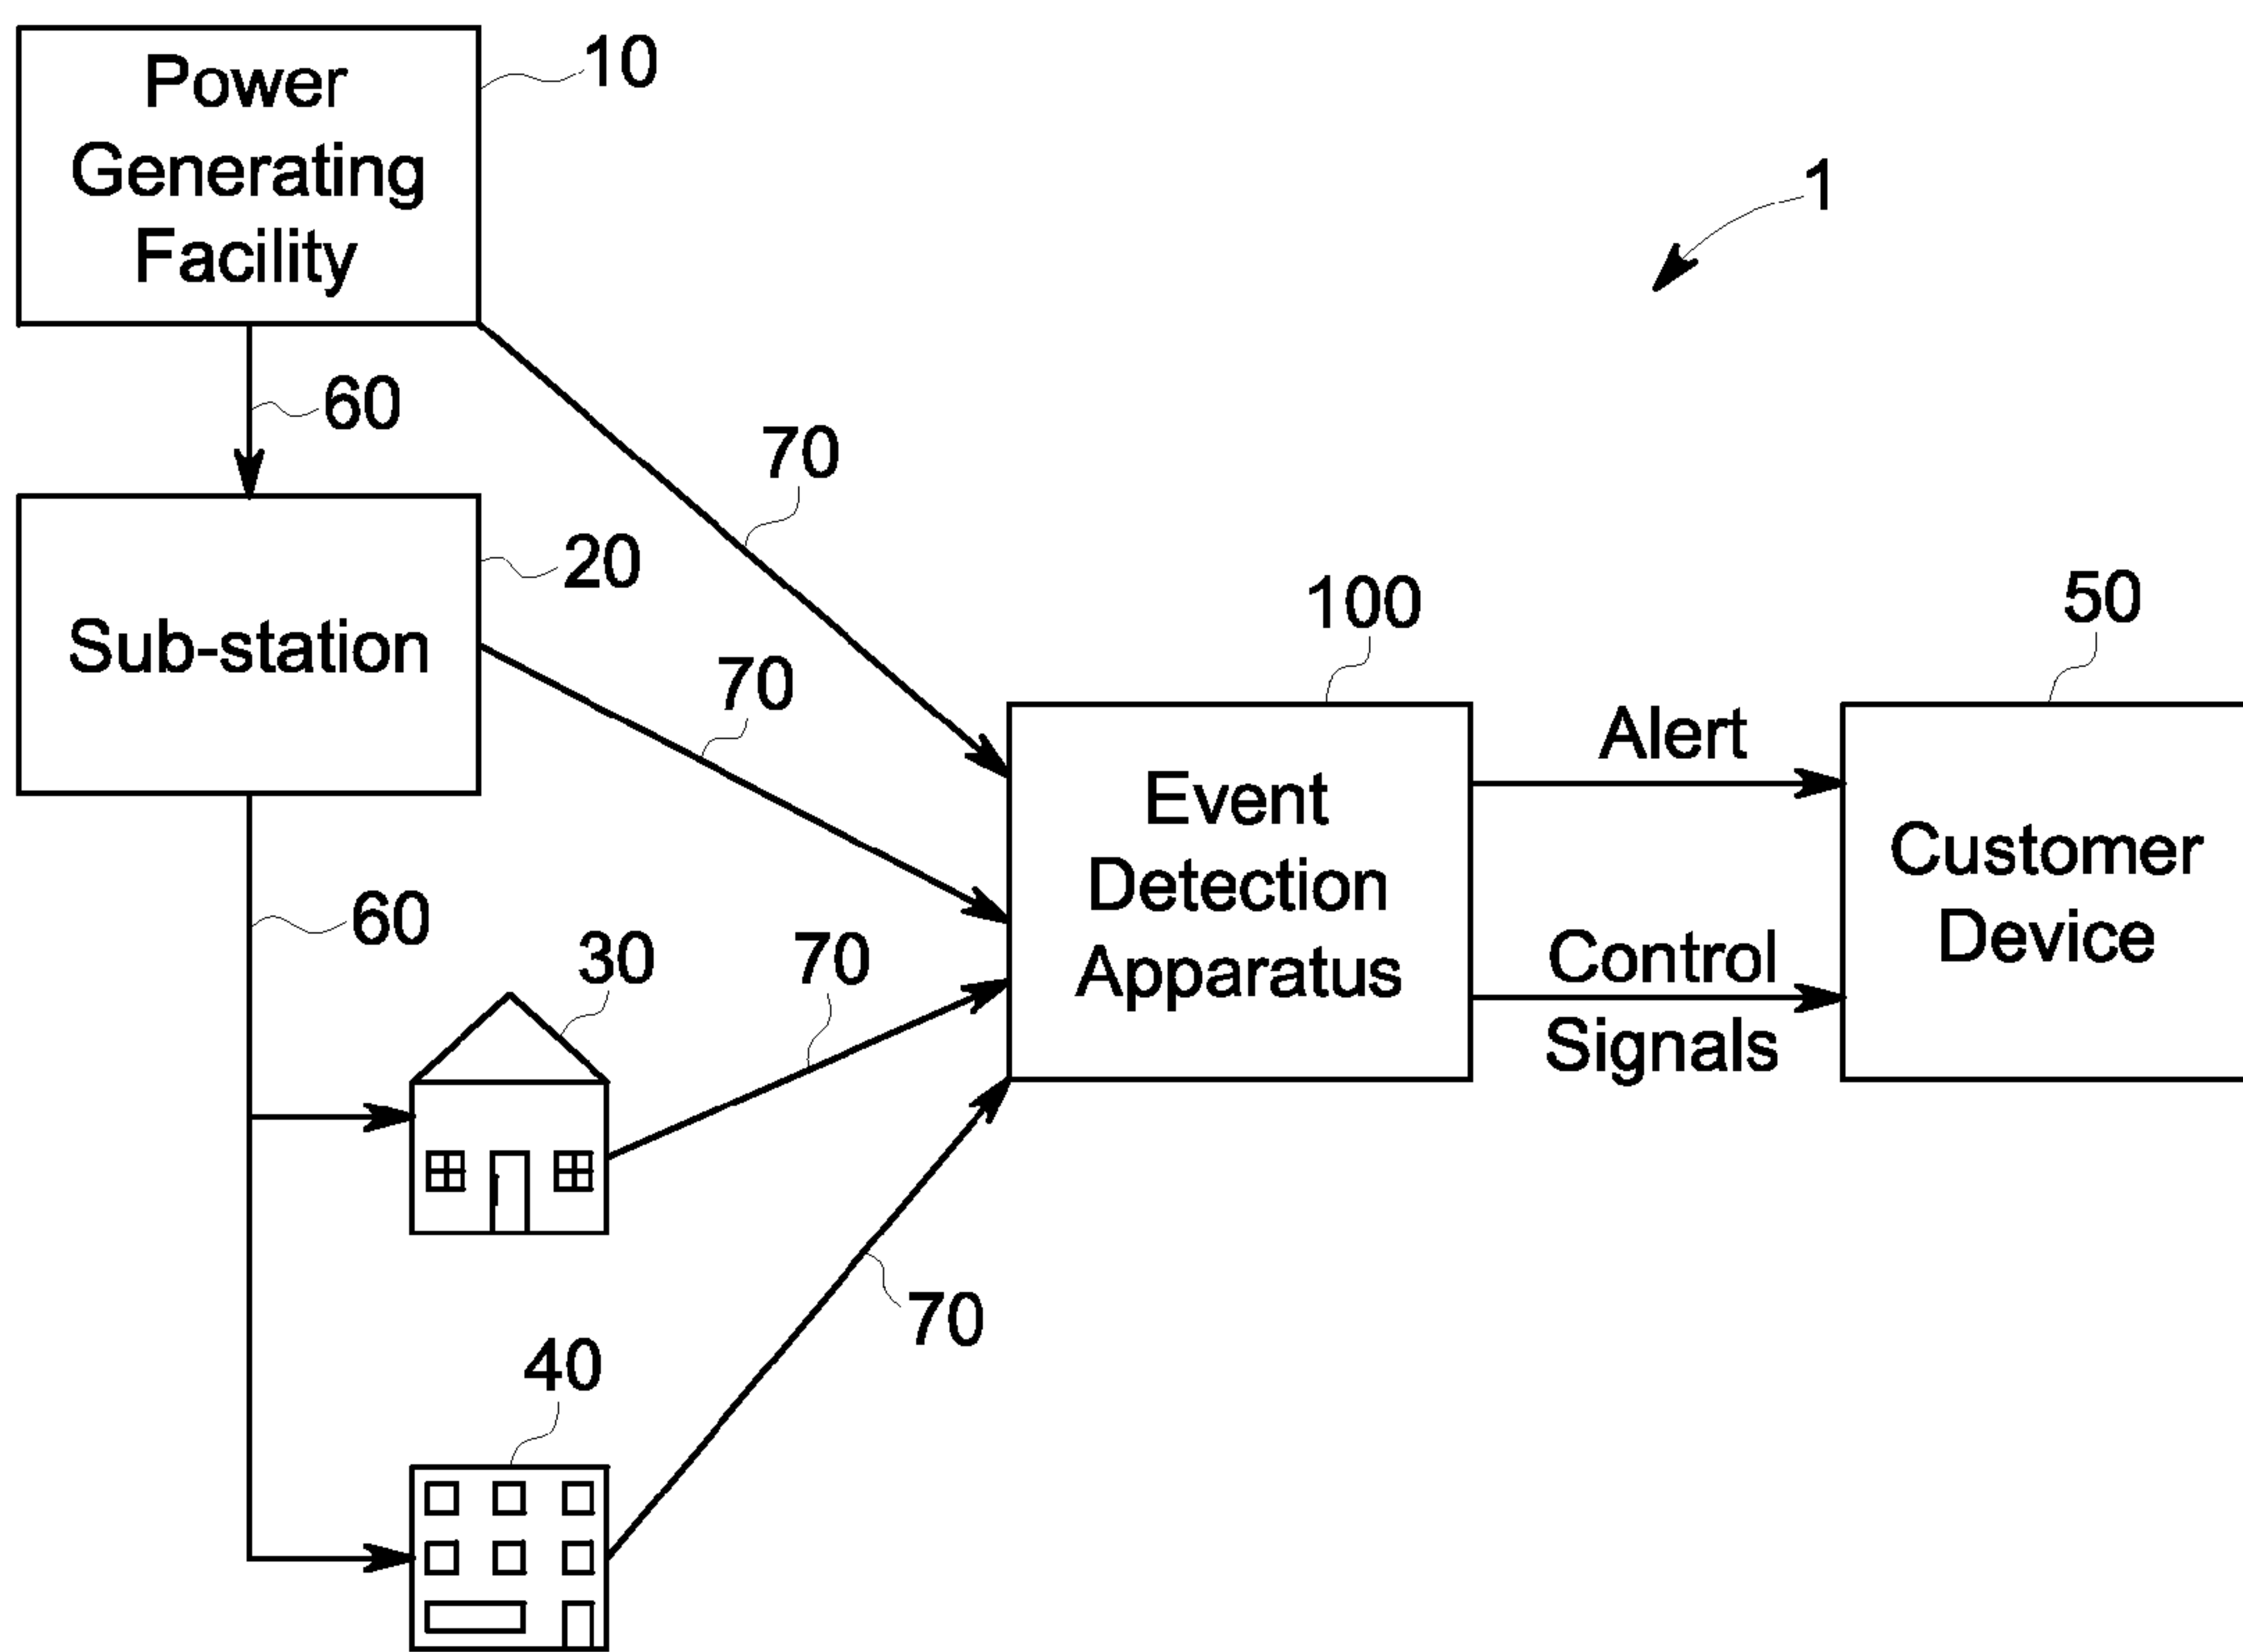 Power
Generating
Facility
10
1
60
70
Sub-station
20
70
100
50
Event
Detection
Apparatus
Alert
Control
Signals
Customer
Device
60
30
70
70
40